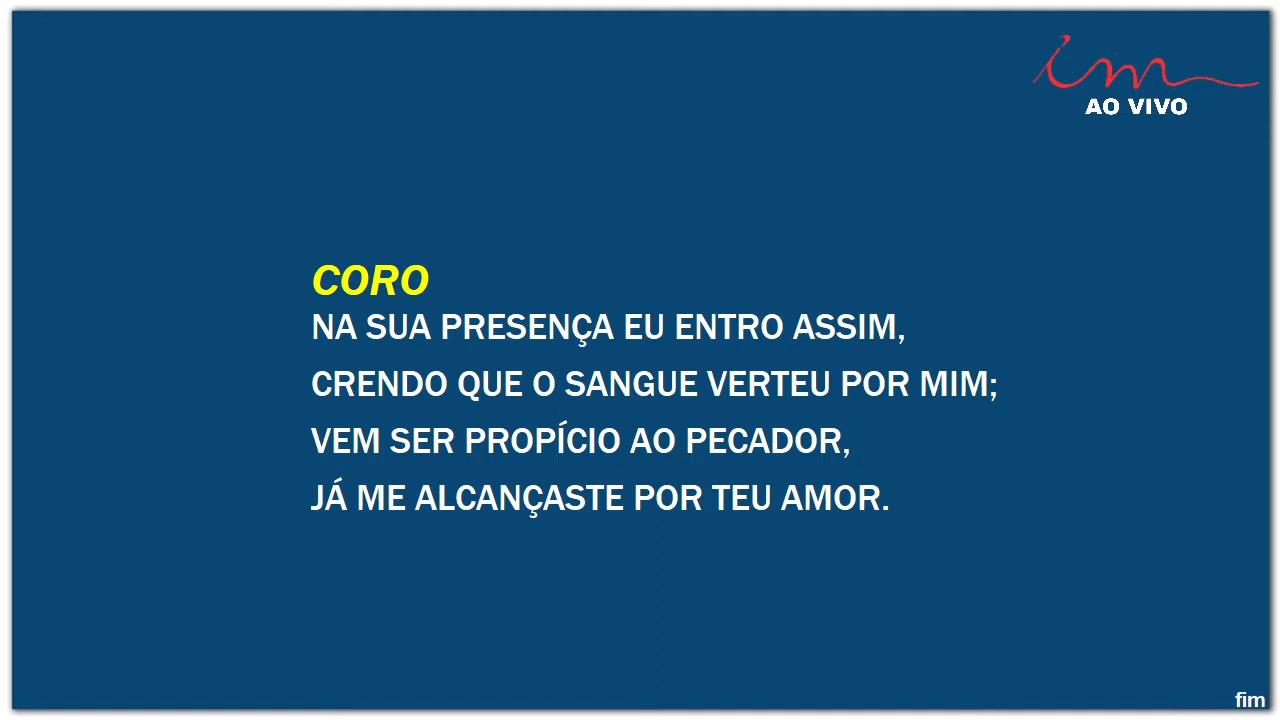 im
AO VIVO
CORO
NA SUA PRESENÇA EU ENTRO ASSIM,
CRENDO QUE O SANGUE VERTEU POR MIM;
VEM SER PROPÍCIO AO PECADOR,
JÁ ME ALCANÇASTE POR TEU AMOR.
fim